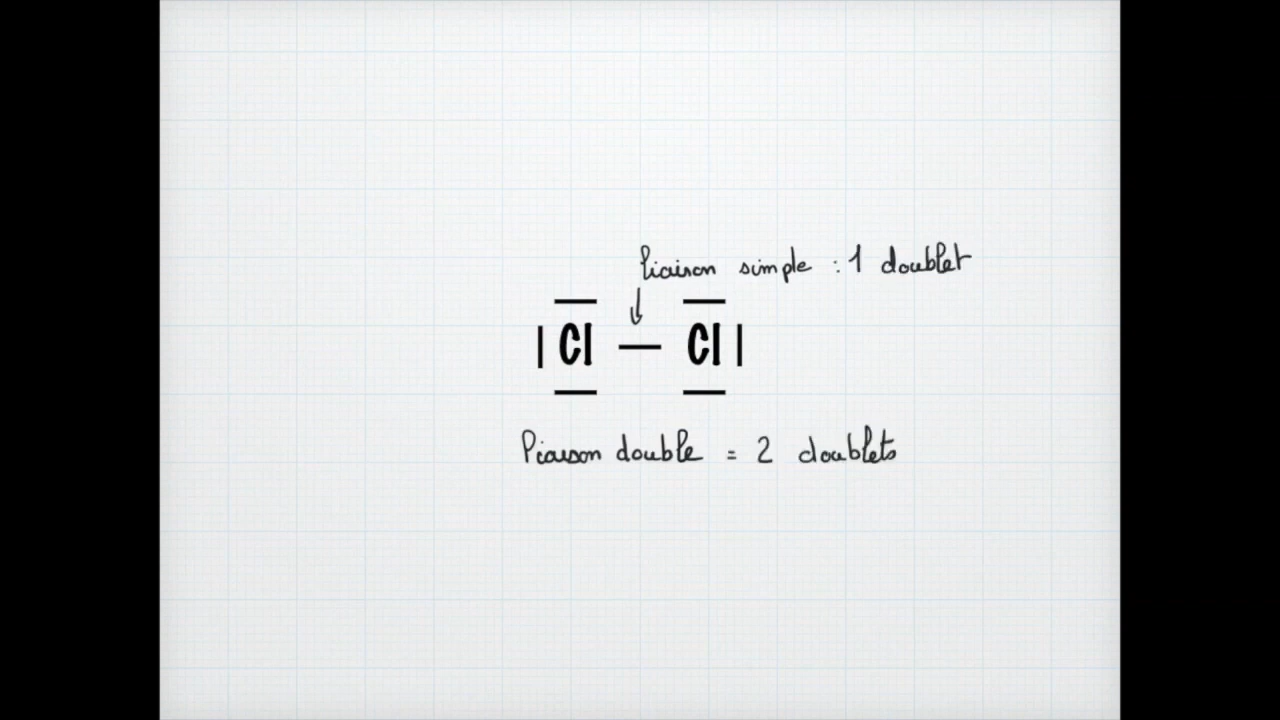 liaison simple : 1 doublet
|Cl — Cl|
liaison double = 2 doublets